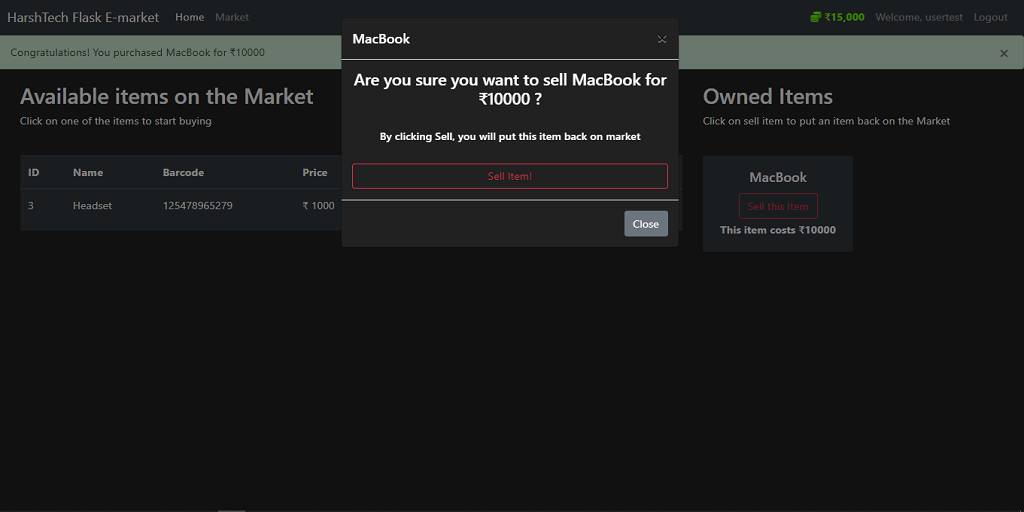 HarshTech Flask E-market Home Market ₹15,000 Welcome, usertest Logout
Congratulations! You purchased MacBook for ₹10000 ×
MacBook ×
Are you sure you want to sell MacBook for
₹10000 ?
By clicking Sell, you will put this item back on market
Sell Item!
Close
Available items on the Market
Click on one of the items to start buying
ID Name Barcode Price
3 Headset 125478965279 ₹ 1000
Owned Items
Click on sell item to put an item back on the Market
MacBook
Sell this Item
This item costs ₹10000